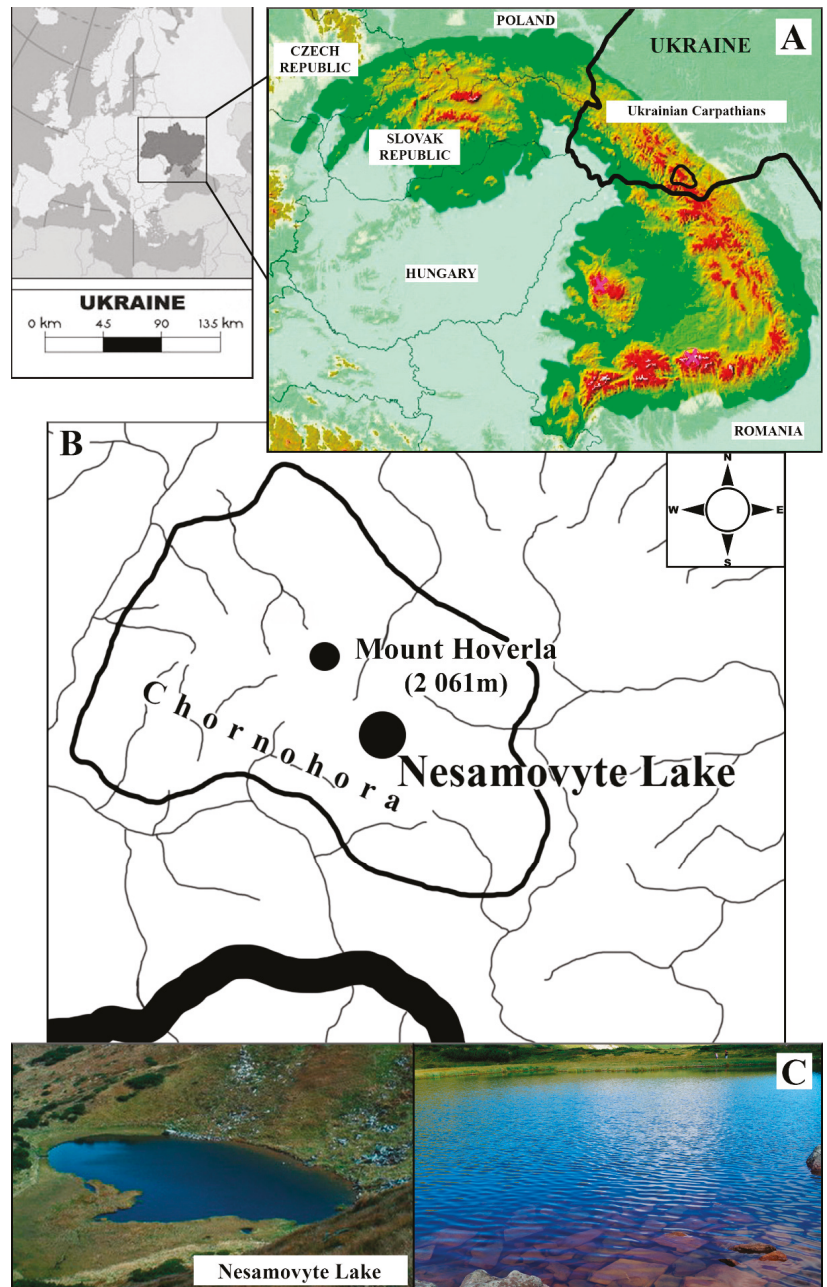 POLAND
CZECH
REPUBLIC
UKRAINE
A
Ukrainian Carpathians
SLOVAK
REPUBLIC
HUNGARY
ROMANIA
UKRAINE
0 km 45 90 135 km
B
N
W E
S
Mount Hoverla
(2 061m)
Chornohora
Nesamovyte Lake
C
Nesamovyte Lake